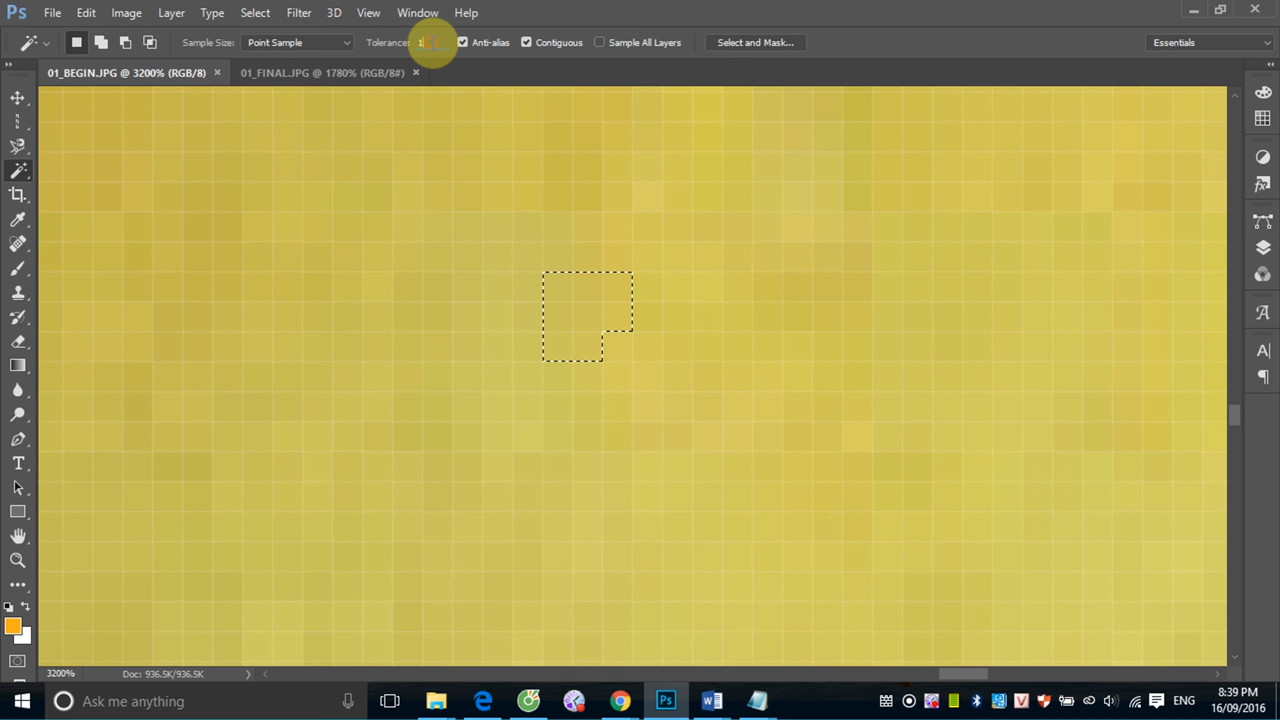 Ps File Edit Image Layer Type Select Filter 3D View Window Help
Sample Size: Point Sample Tolerance: 1 Anti-alias Contiguous Sample All Layers Select and Mask... Essentials
01_BEGIN.JPG @ 3200% (RGB/8) × 01_FINAL.JPG @ 1780% (RGB/8#) ×
3200% Doc: 936.5K/936.5K
Ask me anything
Ps
ENG
8:39 PM
16/09/2016